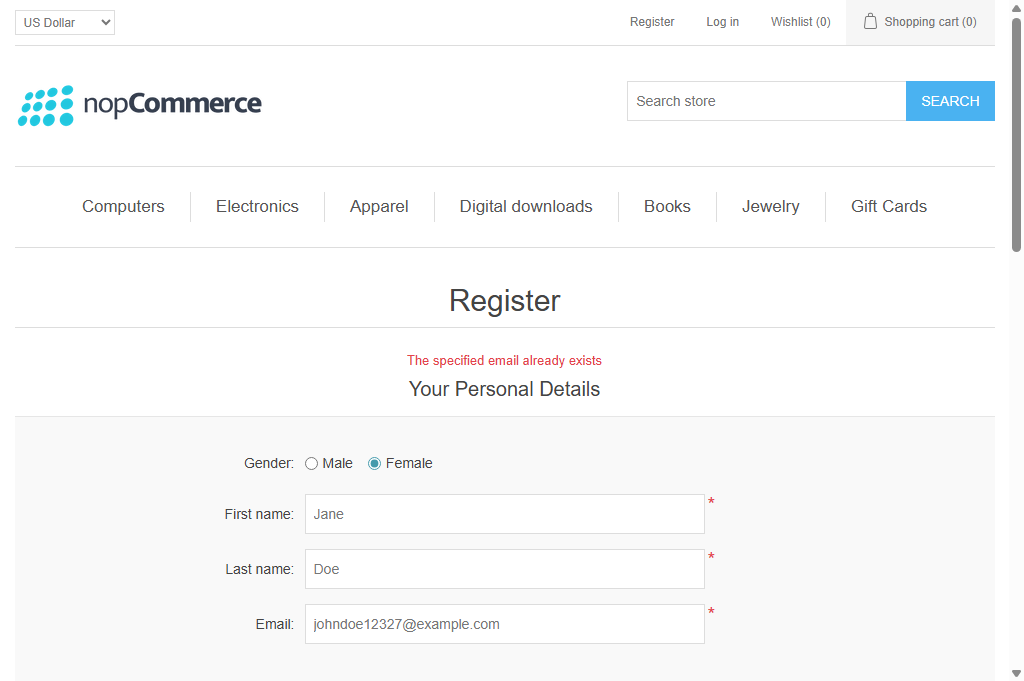 US Dollar
Register
Log in
Wishlist (0)
Shopping cart (0)
nopCommerce
Search store
SEARCH
Computers
Electronics
Apparel
Digital downloads
Books
Jewelry
Gift Cards
Register
The specified email already exists
Your Personal Details
Gender: Male Female
First name: Jane *
Last name: Doe *
Email: johndoe12327@example.com *